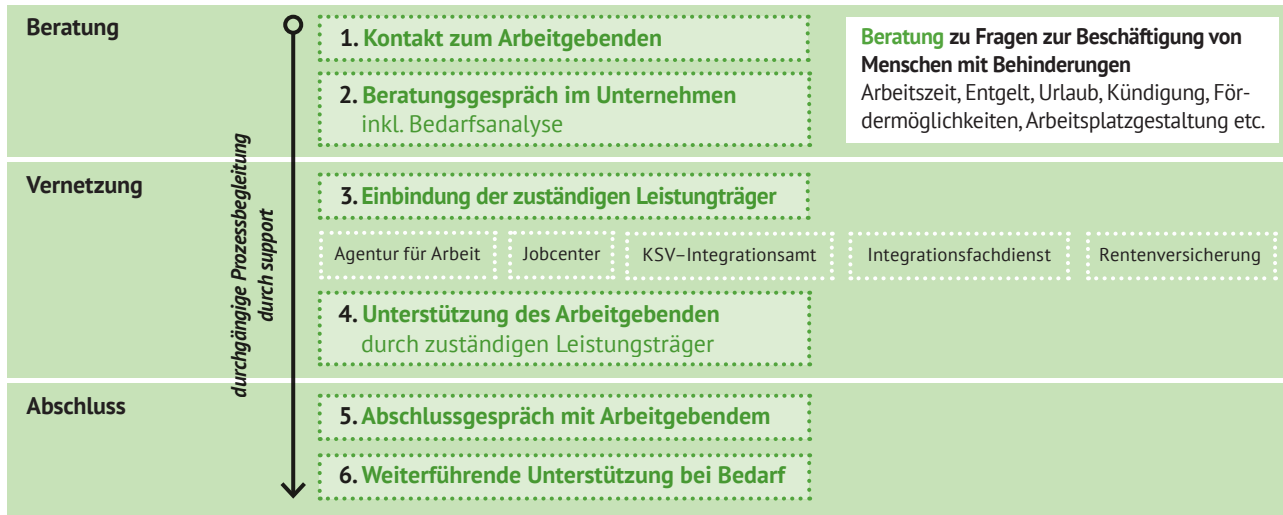 Beratung
1. Kontakt zum Arbeitgebenden
2. Beratungsgespräch im Unternehmen
inkl. Bedarfsanalyse
Beratung zu Fragen zur Beschäftigung von
Menschen mit Behinderungen
Arbeitszeit, Entgelt, Urlaub, Kündigung, För-
dermöglichkeiten, Arbeitsplatzgestaltung etc.
durchgängige Prozessbegleitung
durch support
Vernetzung
3. Einbindung der zuständigen Leistungträger
Agentur für Arbeit
Jobcenter
KSV–Integrationsamt
Integrationsfachdienst
Rentenversicherung
4. Unterstützung des Arbeitgebenden
durch zuständigen Leistungsträger
Abschluss
5. Abschlussgespräch mit Arbeitgebendem
6. Weiterführende Unterstützung bei Bedarf